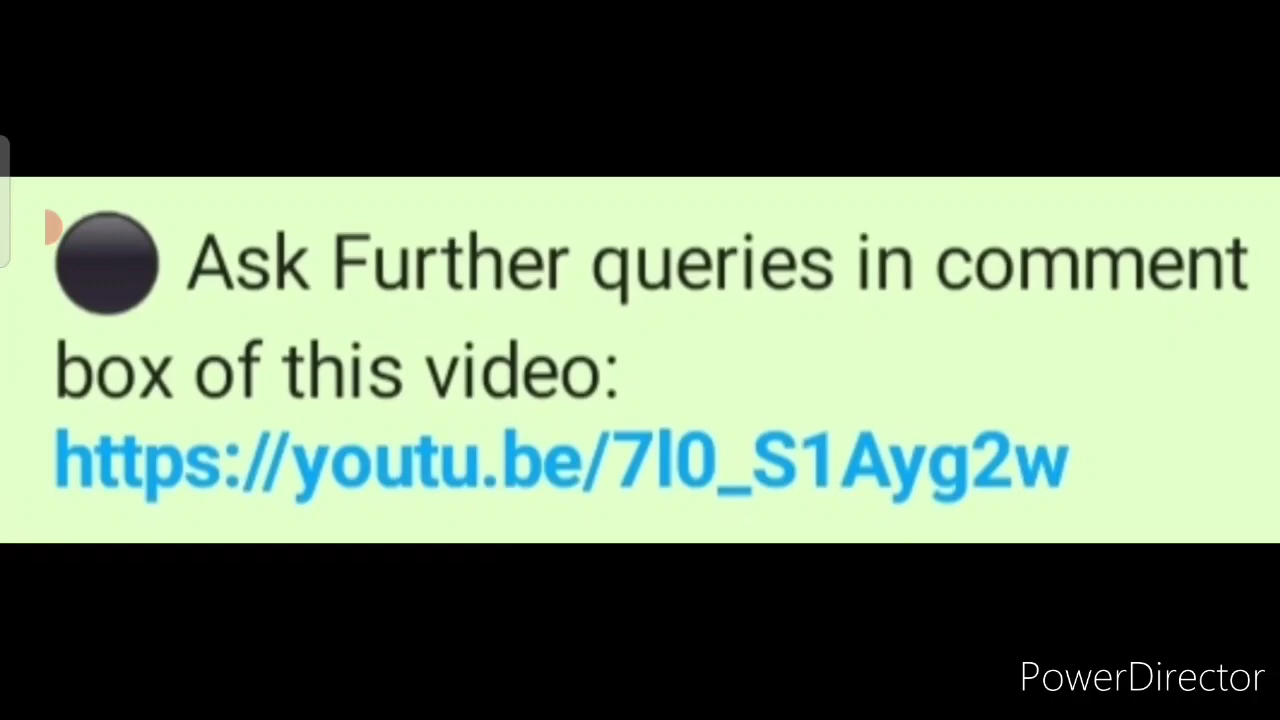 Ask Further queries in comment
box of this video:
https://youtu.be/7l0_S1Ayg2w
PowerDirector